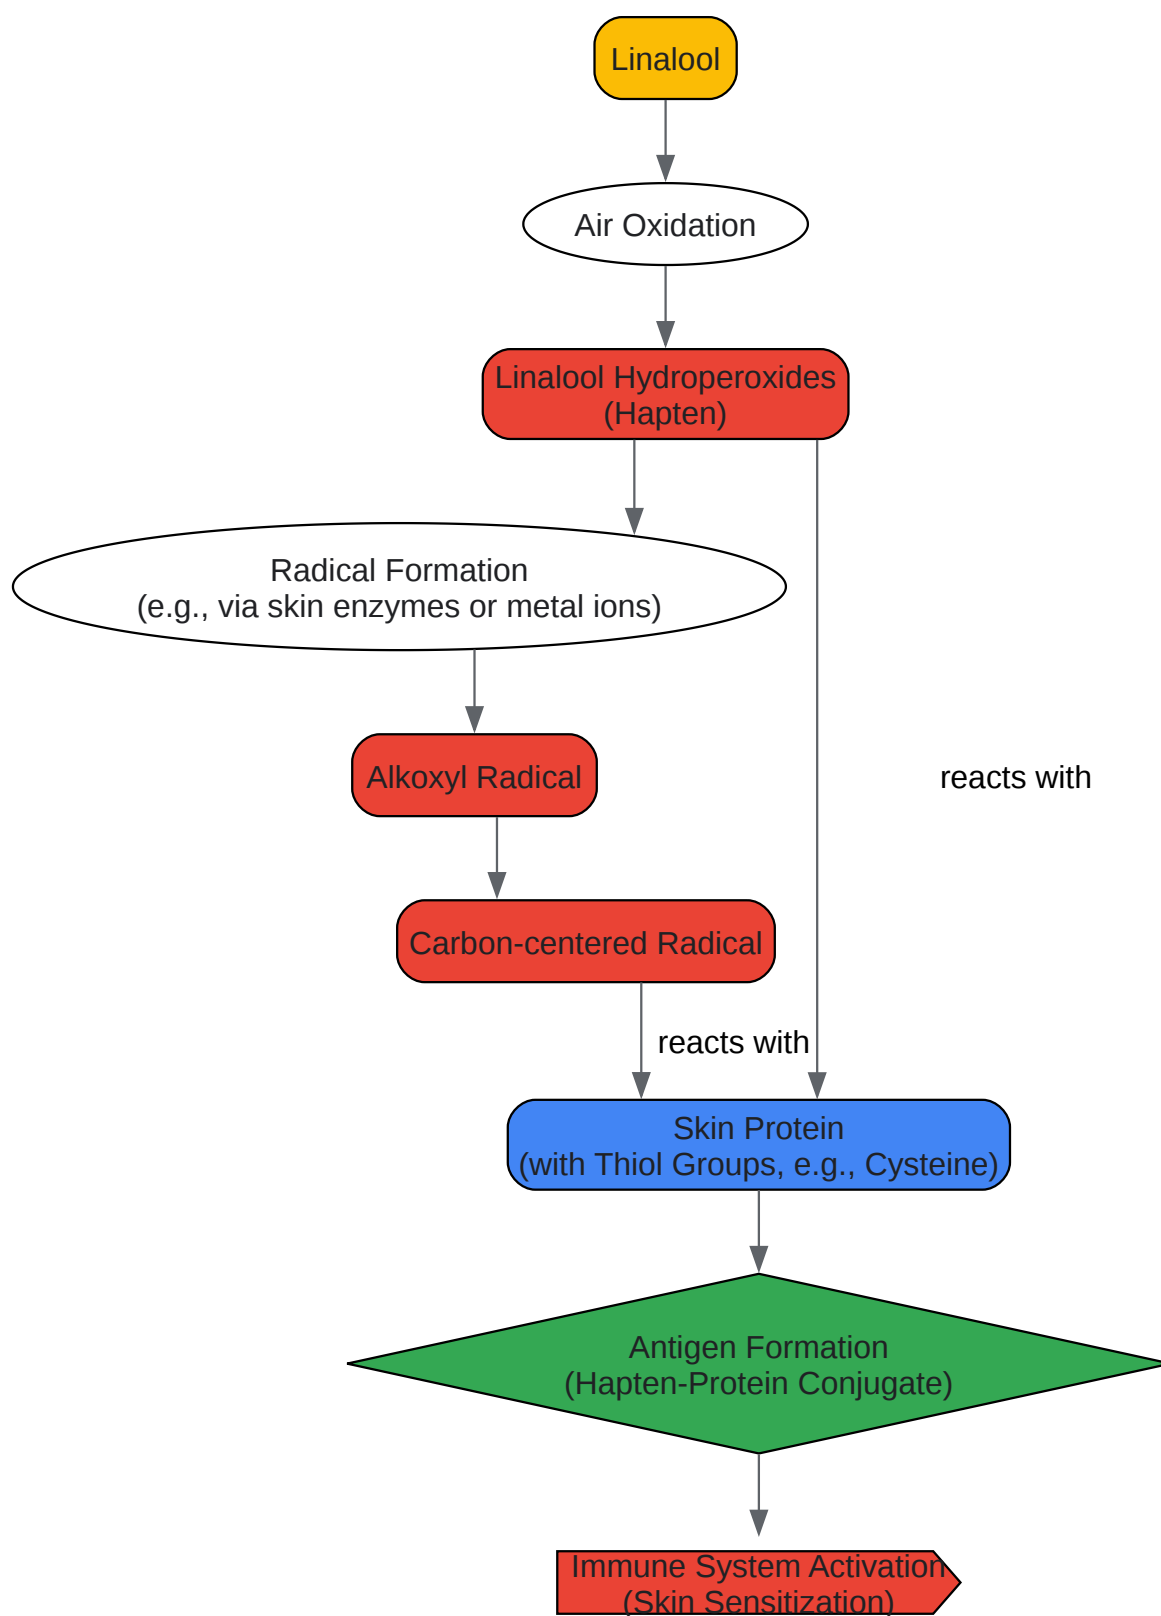 Linalool
Air Oxidation
Linalool Hydroperoxides
(Hapten)
Radical Formation
(e.g., via skin enzymes or metal ions)
Alkoxyl Radical
reacts with
Carbon-centered Radical
reacts with
Skin Protein
(with Thiol Groups, e.g., Cysteine)
Antigen Formation
(Hapten-Protein Conjugate)
Immune System Activation
(Skin Sensitization)